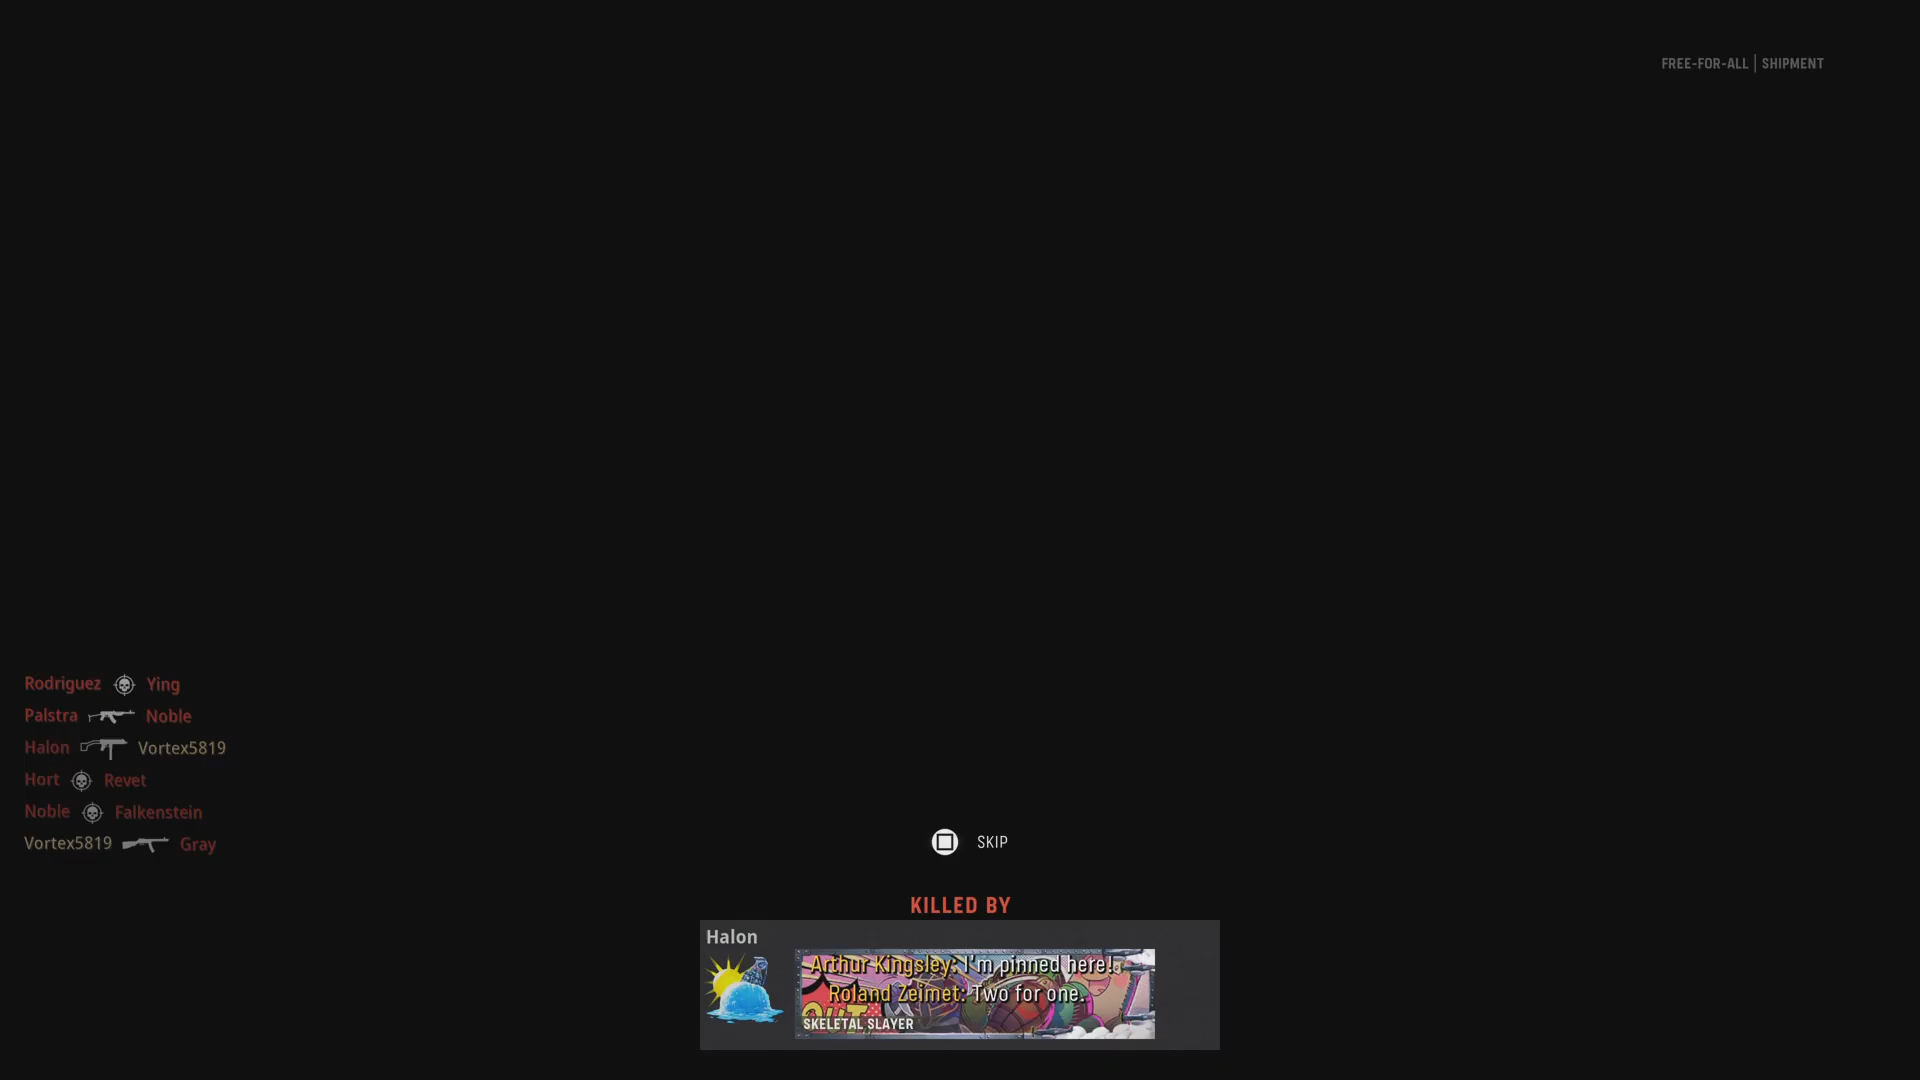 FREE-FOR-ALL | SHIPMENT
Rodriguez Ying
Palstra Noble
Halon Vortex5819
Hort Revet
Noble Falkenstein
Vortex5819 Gray
SKIP
KILLED BY
Halon
Arthur Kingsley: I'm pinned here!
Roland Zeimet: Two for one.
SKELETAL SLAYER